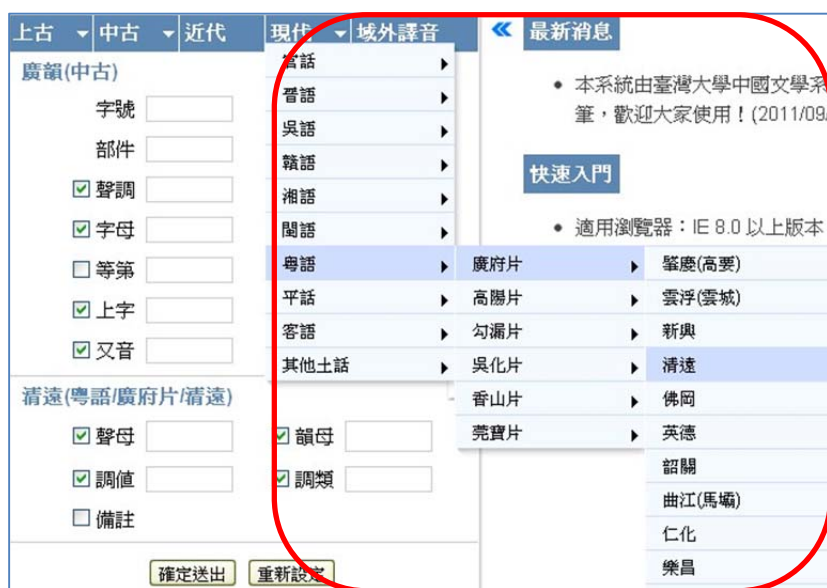 上古 中古 近代 現代 域外譯音
廣韻(中古)
字號
部件
聲調
字母
等第
上字
又音
清遠(粵語/廣府片/清遠)
聲母 韻母
調值 調類
備註
確定送出 重新設定
官話
晉語
吳語
贛語
湘語
閩語
粵語
平話
客語
其他土話
廣府片
高陽片
勾漏片
吳化片
香山片
莞寶片
肇慶(高要)
雲浮(雲城)
新興
清遠
佛岡
英德
韶關
曲江(馬壩)
仁化
樂昌
最新消息
• 本系統由臺灣大學中國文學系
筆，歡迎大家使用！(2011/09/
快速入門
• 適用瀏覽器：IE 8.0 以上版本